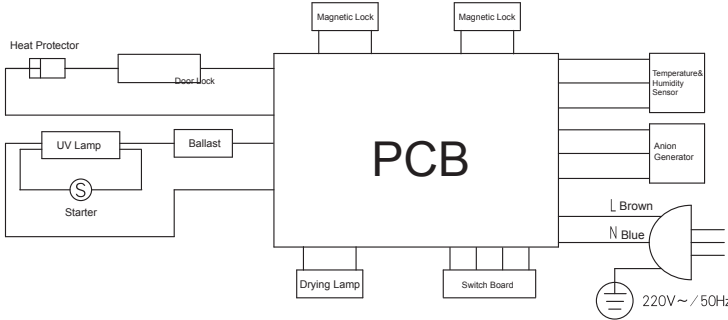 Magnetic Lock
Magnetic Lock
Heat Protector
Door Lock
Temperature&
Humidity
Sensor
UV Lamp
Ballast
PCB
Anion
Generator
S
Starter
L Brown
N Blue
Drying Lamp
Switch Board
220V~/50Hz